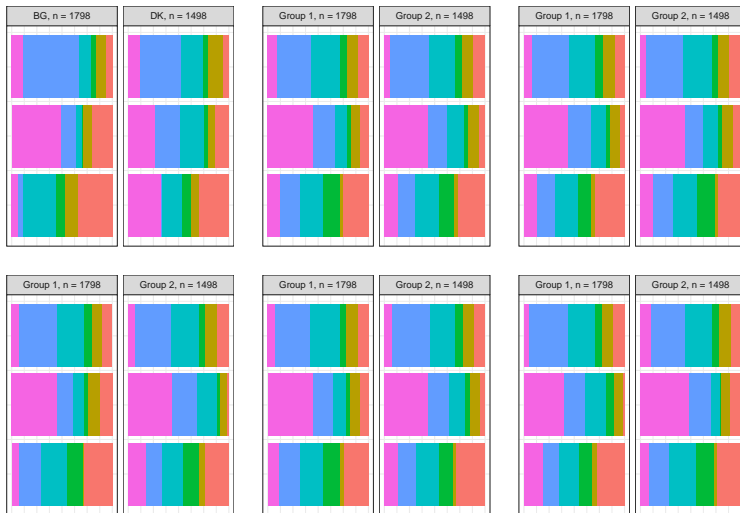 BG, n = 1798
DK, n = 1498
Group 1, n = 1798
Group 2, n = 1498
Group 1, n = 1798
Group 2, n = 1498
Group 1, n = 1798
Group 2, n = 1498
Group 1, n = 1798
Group 2, n = 1498
Group 1, n = 1798
Group 2, n = 1498